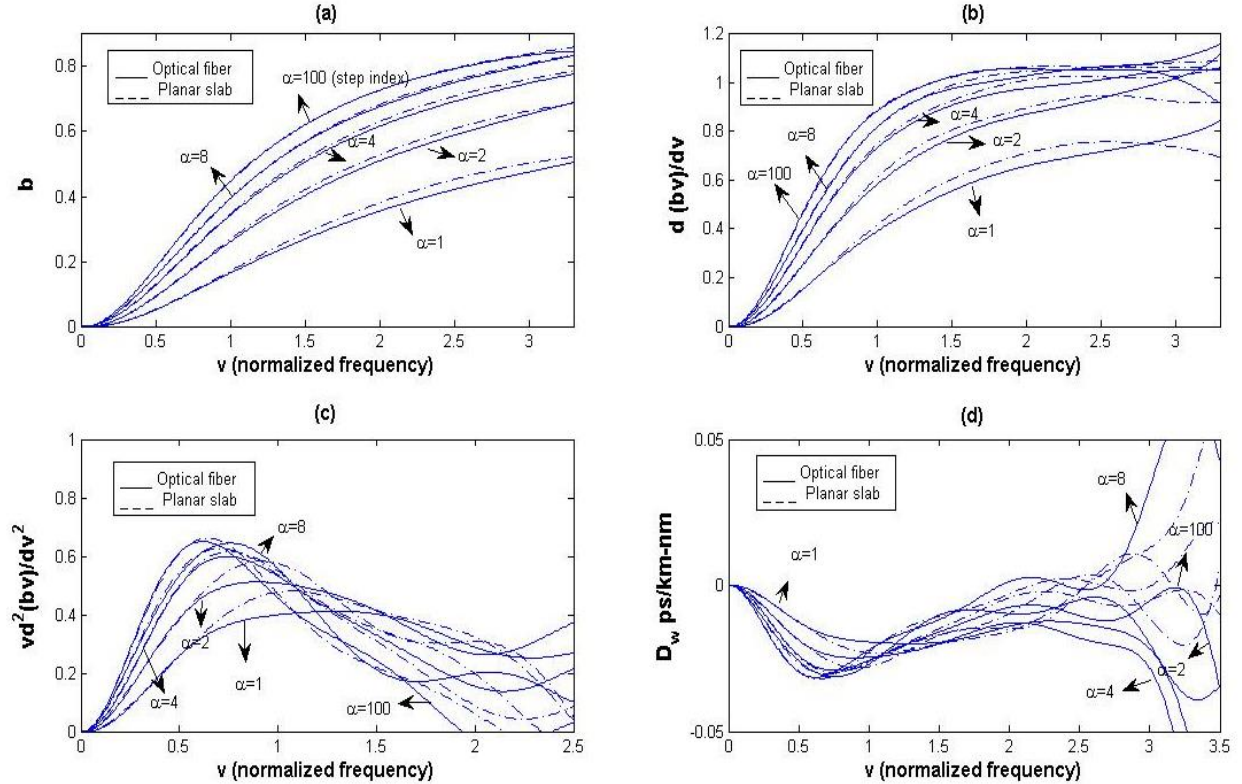 (a)
0.8
0.6
0.4
0.2
0
b
Optical fiber
Planar slab
α=100 (step index)
α=8
α=4
α=2
α=1
0
0.5
1
1.5
2
2.5
3
v (normalized frequency)
(b)
1.2
1
0.8
0.6
0.4
0.2
0
d (bv)/dv
Optical fiber
Planar slab
α=4
α=8
α=2
α=100
α=1
0
0.5
1
1.5
2
2.5
3
v (normalized frequency)
(c)
1
0.8
0.6
0.4
0.2
0
vd²(bv)/dv²
Optical fiber
Planar slab
α=8
α=2
α=1
α=4
α=100
0
0.5
1
1.5
2
2.5
v (normalized frequency)
(d)
0.05
0
-0.05
D_w ps/km-nm
Optical fiber
Planar slab
α=8
α=100
α=1
α=2
α=4
0
0.5
1
1.5
2
2.5
3
3.5
v (normalized frequency)